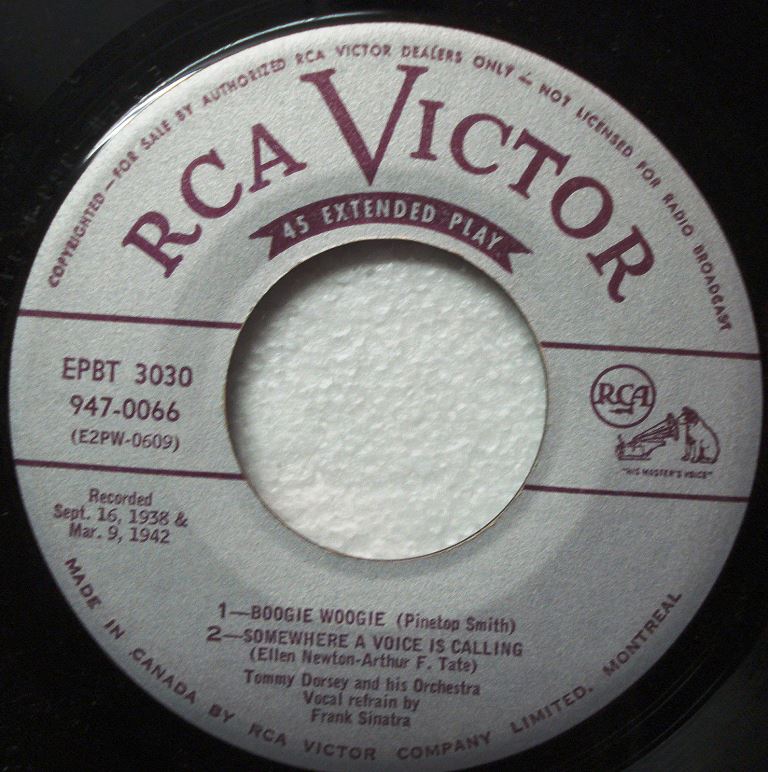 COPYRIGHTED — FOR SALE BY AUTHORIZED RCA VICTOR DEALERS ONLY — NOT LICENSED FOR RADIO BROADCAST
RCA VICTOR
45 EXTENDED PLAY
EPBT 3030
947-0066
(E2PW-0609)
RCA
"HIS MASTER'S VOICE"
Recorded
Sept. 16, 1938 &
Mar. 9, 1942
1—BOOGIE WOOGIE (Pinetop Smith)
2—SOMEWHERE A VOICE IS CALLING
(Ellen Newton-Arthur F. Tate)
Tommy Dorsey and his Orchestra
Vocal refrain by
Frank Sinatra
MADE IN CANADA BY RCA VICTOR COMPANY LIMITED. MONTREAL